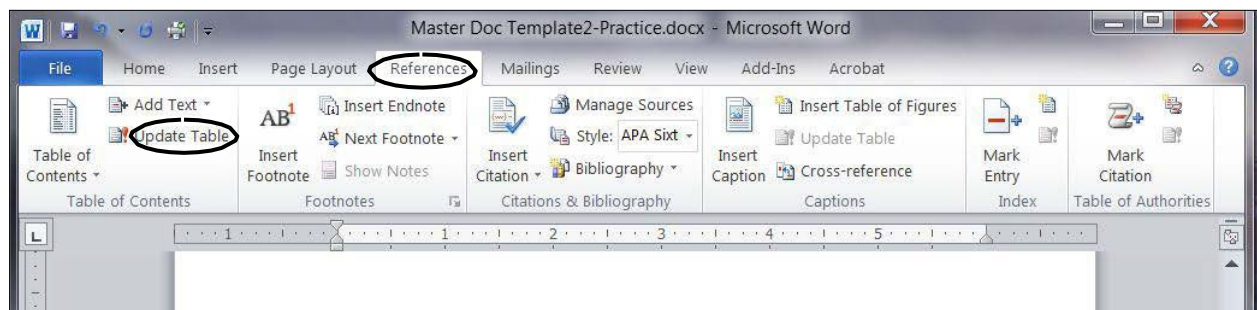 Master Doc Template2-Practice.docx - Microsoft Word
File Home Insert Page Layout References Mailings Review View Add-Ins Acrobat
Table of Contents
Add Text
Update Table
Table of Contents
AB1
Insert Footnote
Insert Endnote
Next Footnote
Show Notes
Footnotes
Insert Citation
Manage Sources
Style: APA Sixt
Bibliography
Citations & Bibliography
Insert Caption
Insert Table of Figures
Update Table
Cross-reference
Captions
Mark Entry
Index
Mark Citation
Table of Authorities
L
1 1 2 3 4 5